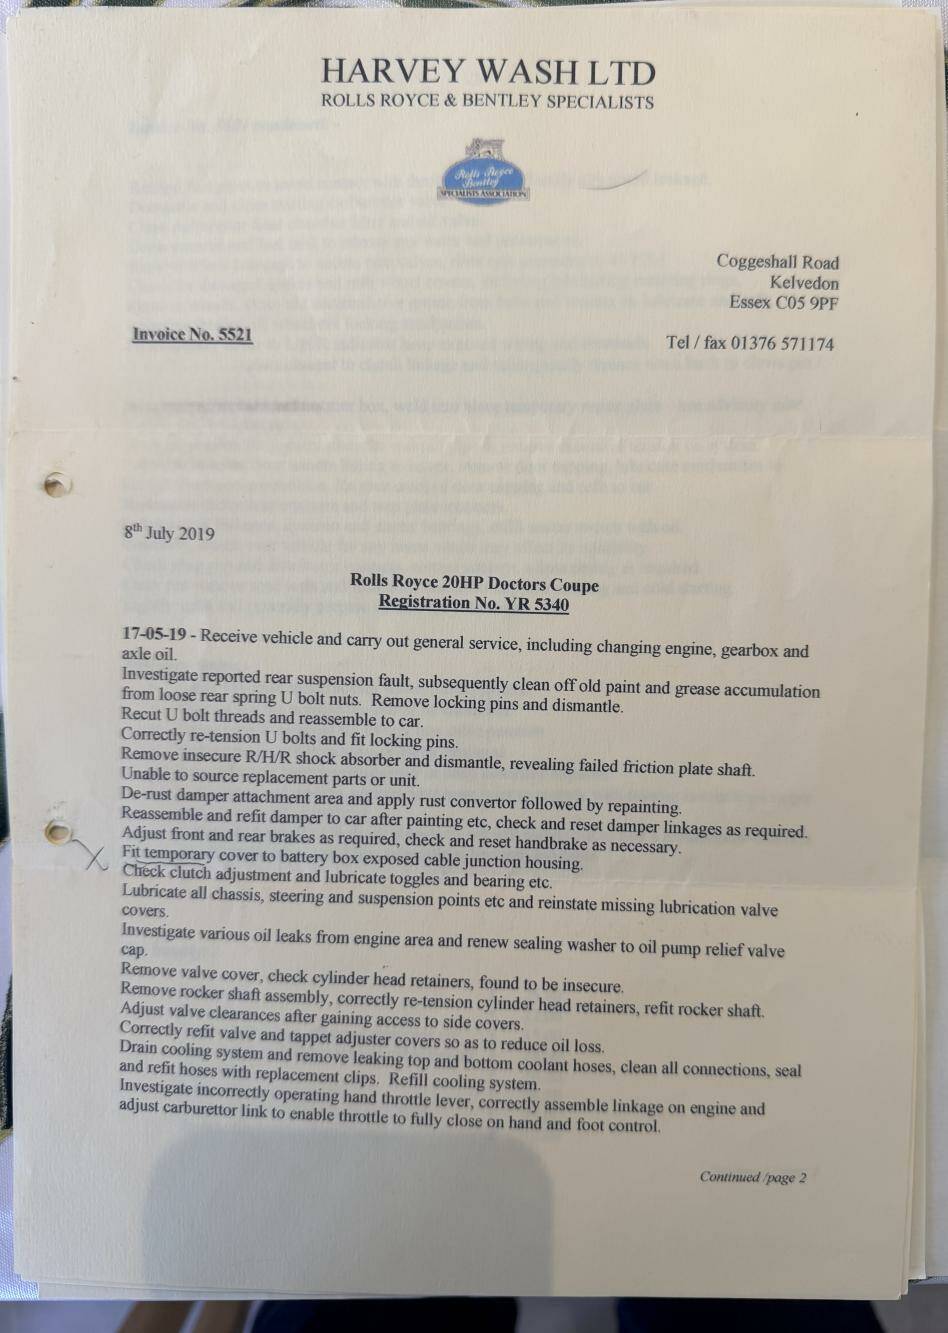 HARVEY WASH LTD
ROLLS ROYCE & BENTLEY SPECIALISTS
Rolls Royce
Bentley
SPECIALISTS ASSOCIATION
Coggeshall Road
Kelvedon
Essex C05 9PF
Invoice No. 5521
Tel / fax 01376 571174
8th July 2019
Rolls Royce 20HP Doctors Coupe
Registration No. YR 5340
17-05-19 - Receive vehicle and carry out general service, including changing engine, gearbox and
axle oil.
Investigate reported rear suspension fault, subsequently clean off old paint and grease accumulation
from loose rear spring U bolt nuts. Remove locking pins and dismantle.
Recut U bolt threads and reassemble to car.
Correctly re-tension U bolts and fit locking pins.
Remove insecure R/H/R shock absorber and dismantle, revealing failed friction plate shaft.
Unable to source replacement parts or unit.
De-rust damper attachment area and apply rust convertor followed by repainting.
Reassemble and refit damper to car after painting etc, check and reset damper linkages as required.
Adjust front and rear brakes as required, check and reset handbrake as necessary.
X Fit temporary cover to battery box exposed cable junction housing.
Check clutch adjustment and lubricate toggles and bearing etc.
Lubricate all chassis, steering and suspension points etc and reinstate missing lubrication valve
covers.
Investigate various oil leaks from engine area and renew sealing washer to oil pump relief valve
cap.
Remove valve cover, check cylinder head retainers, found to be insecure.
Remove rocker shaft assembly, correctly re-tension cylinder head retainers, refit rocker shaft.
Adjust valve clearances after gaining access to side covers.
Correctly refit valve and tappet adjuster covers so as to reduce oil loss.
Drain cooling system and remove leaking top and bottom coolant hoses, clean all connections, seal
and refit hoses with replacement clips. Refill cooling system.
Investigate incorrectly operating hand throttle lever, correctly assemble linkage on engine and
adjust carburettor link to enable throttle to fully close on hand and foot control.
Continued /page 2